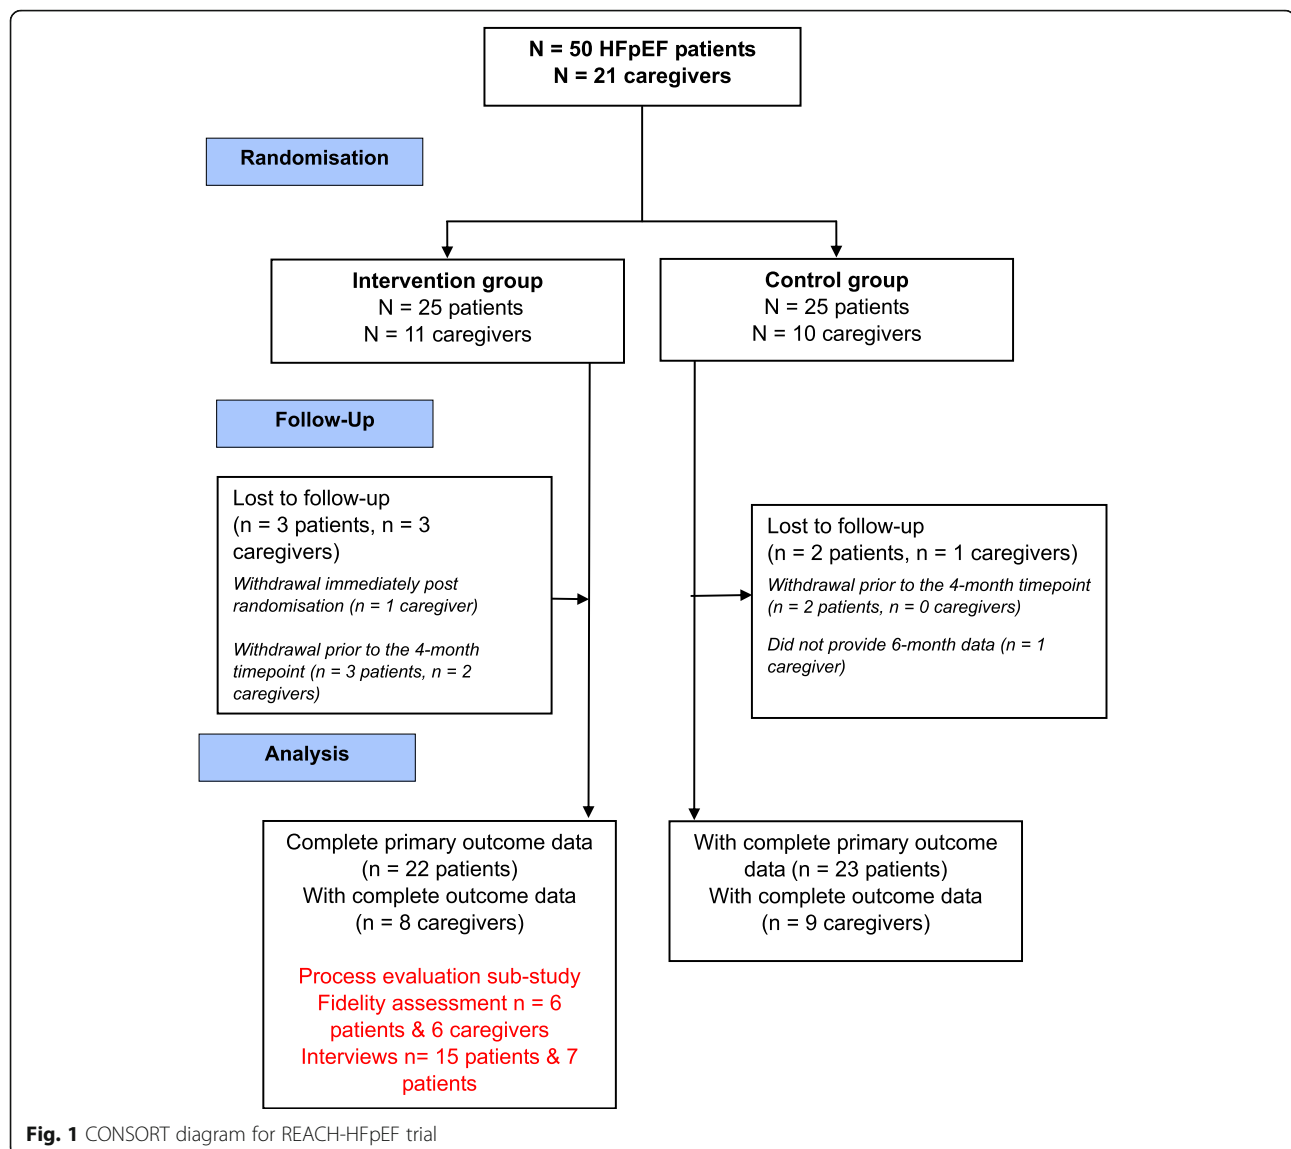 N = 50 HFpEF patients
N = 21 caregivers
Randomisation
Intervention group
N = 25 patients
N = 11 caregivers
Control group
N = 25 patients
N = 10 caregivers
Follow-Up
Lost to follow-up
(n = 3 patients, n = 3
caregivers)
Withdrawal immediately post
randomisation (n = 1 caregiver)
Withdrawal prior to the 4-month
timepoint (n = 3 patients, n = 2
caregivers)
Lost to follow-up
(n = 2 patients, n = 1 caregivers)
Withdrawal prior to the 4-month timepoint
(n = 2 patients, n = 0 caregivers)
Did not provide 6-month data (n = 1
caregiver)
Analysis
Complete primary outcome data
(n = 22 patients)
With complete outcome data
(n = 8 caregivers)
Process evaluation sub-study
Fidelity assessment n = 6
patients & 6 caregivers
Interviews n= 15 patients & 7
patients
With complete primary outcome
data (n = 23 patients)
With complete outcome data
(n = 9 caregivers)
Fig. 1 CONSORT diagram for REACH-HFpEF trial